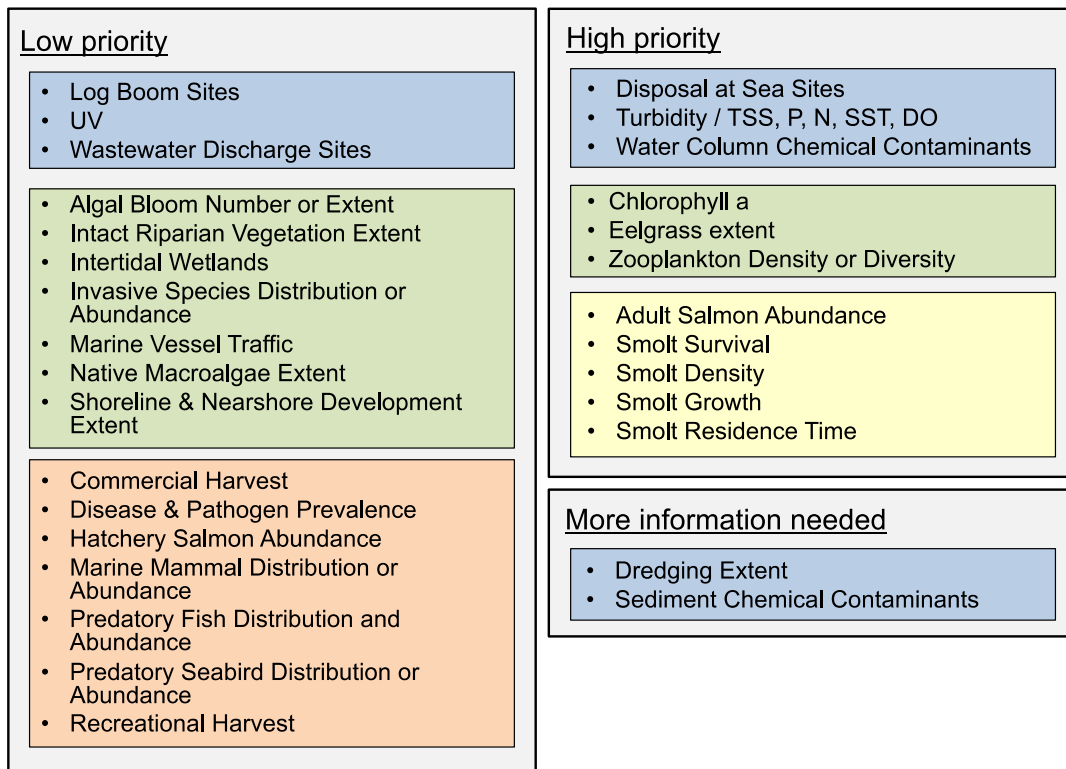 Low priority
• Log Boom Sites
• UV
• Wastewater Discharge Sites
• Algal Bloom Number or Extent
• Intact Riparian Vegetation Extent
• Intertidal Wetlands
• Invasive Species Distribution or
Abundance
• Marine Vessel Traffic
• Native Macroalgae Extent
• Shoreline & Nearshore Development
Extent
• Commercial Harvest
• Disease & Pathogen Prevalence
• Hatchery Salmon Abundance
• Marine Mammal Distribution or
Abundance
• Predatory Fish Distribution and
Abundance
• Predatory Seabird Distribution or
Abundance
• Recreational Harvest
High priority
• Disposal at Sea Sites
• Turbidity / TSS, P, N, SST, DO
• Water Column Chemical Contaminants
• Chlorophyll a
• Eelgrass extent
• Zooplankton Density or Diversity
• Adult Salmon Abundance
• Smolt Survival
• Smolt Density
• Smolt Growth
• Smolt Residence Time
More information needed
• Dredging Extent
• Sediment Chemical Contaminants